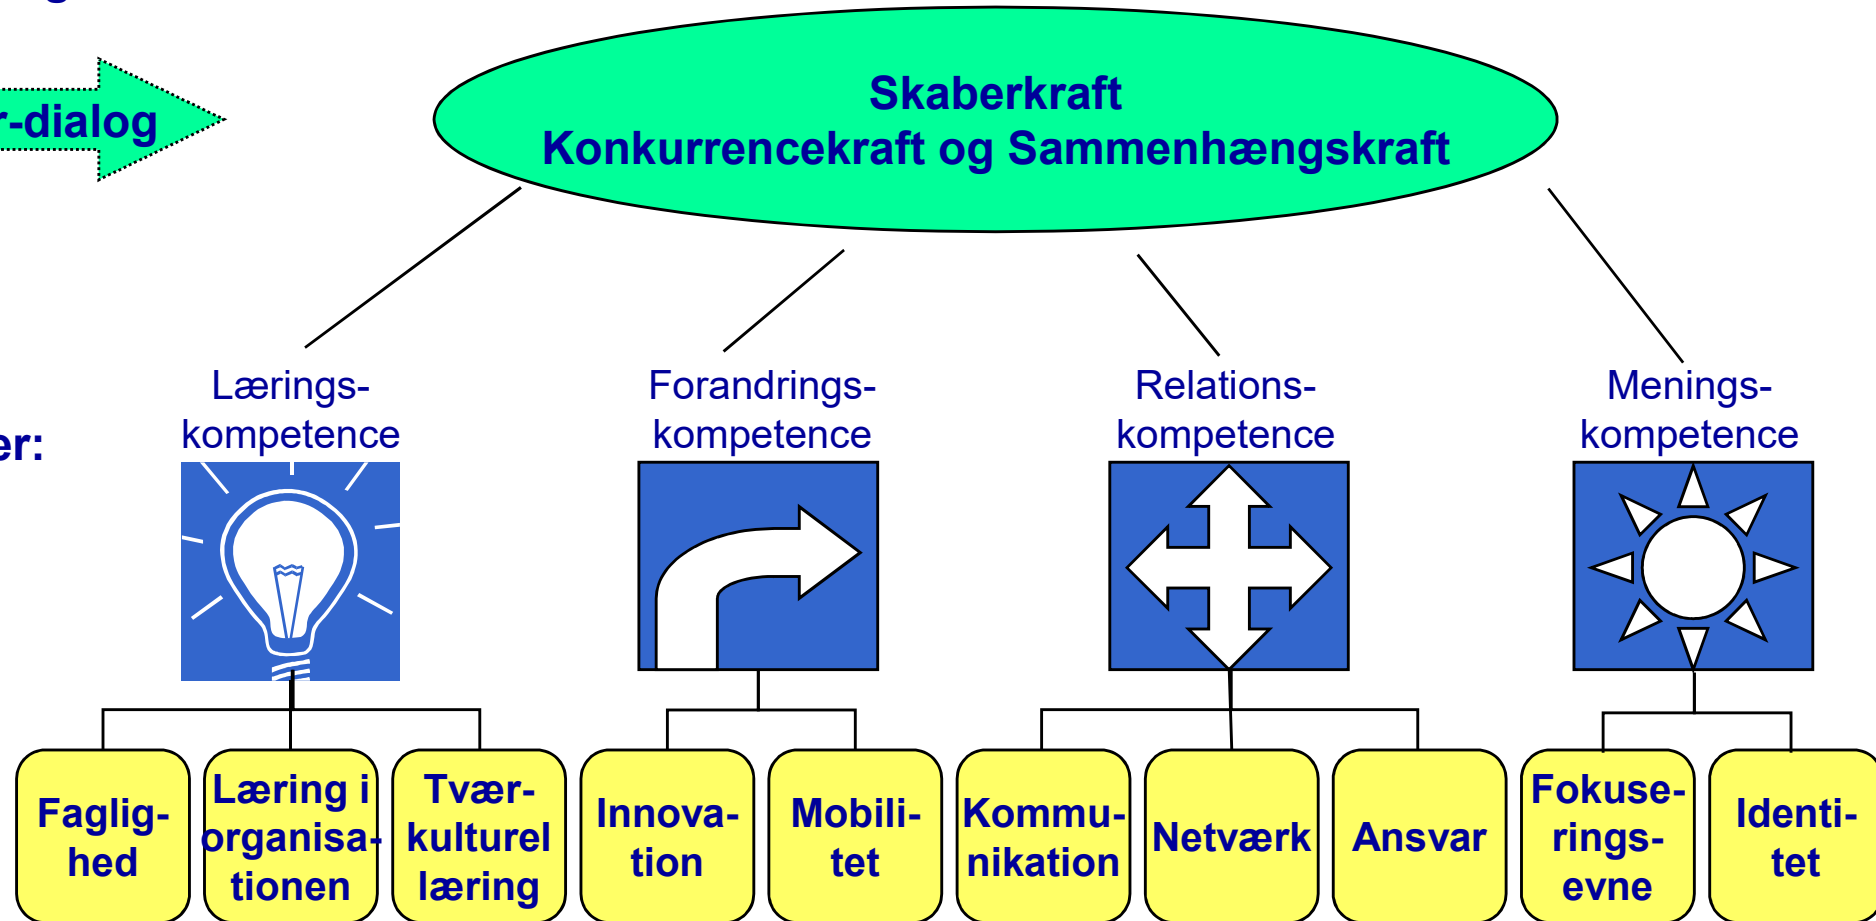 Skaberkraft
Konkurrencekraft og Sammenhængskraft
r-dialog
Lærings-
kompetence
Forandrings-
kompetence
Relations-
kompetence
Menings-
kompetence
er:
Faglig-
hed
Læring i
organisa-
tionen
Tvær-
kulturel
læring
Innova-
tion
Mobili-
tet
Kommu-
nikation
Netværk
Ansvar
Fokuse-
rings-
evne
Identi-
tet